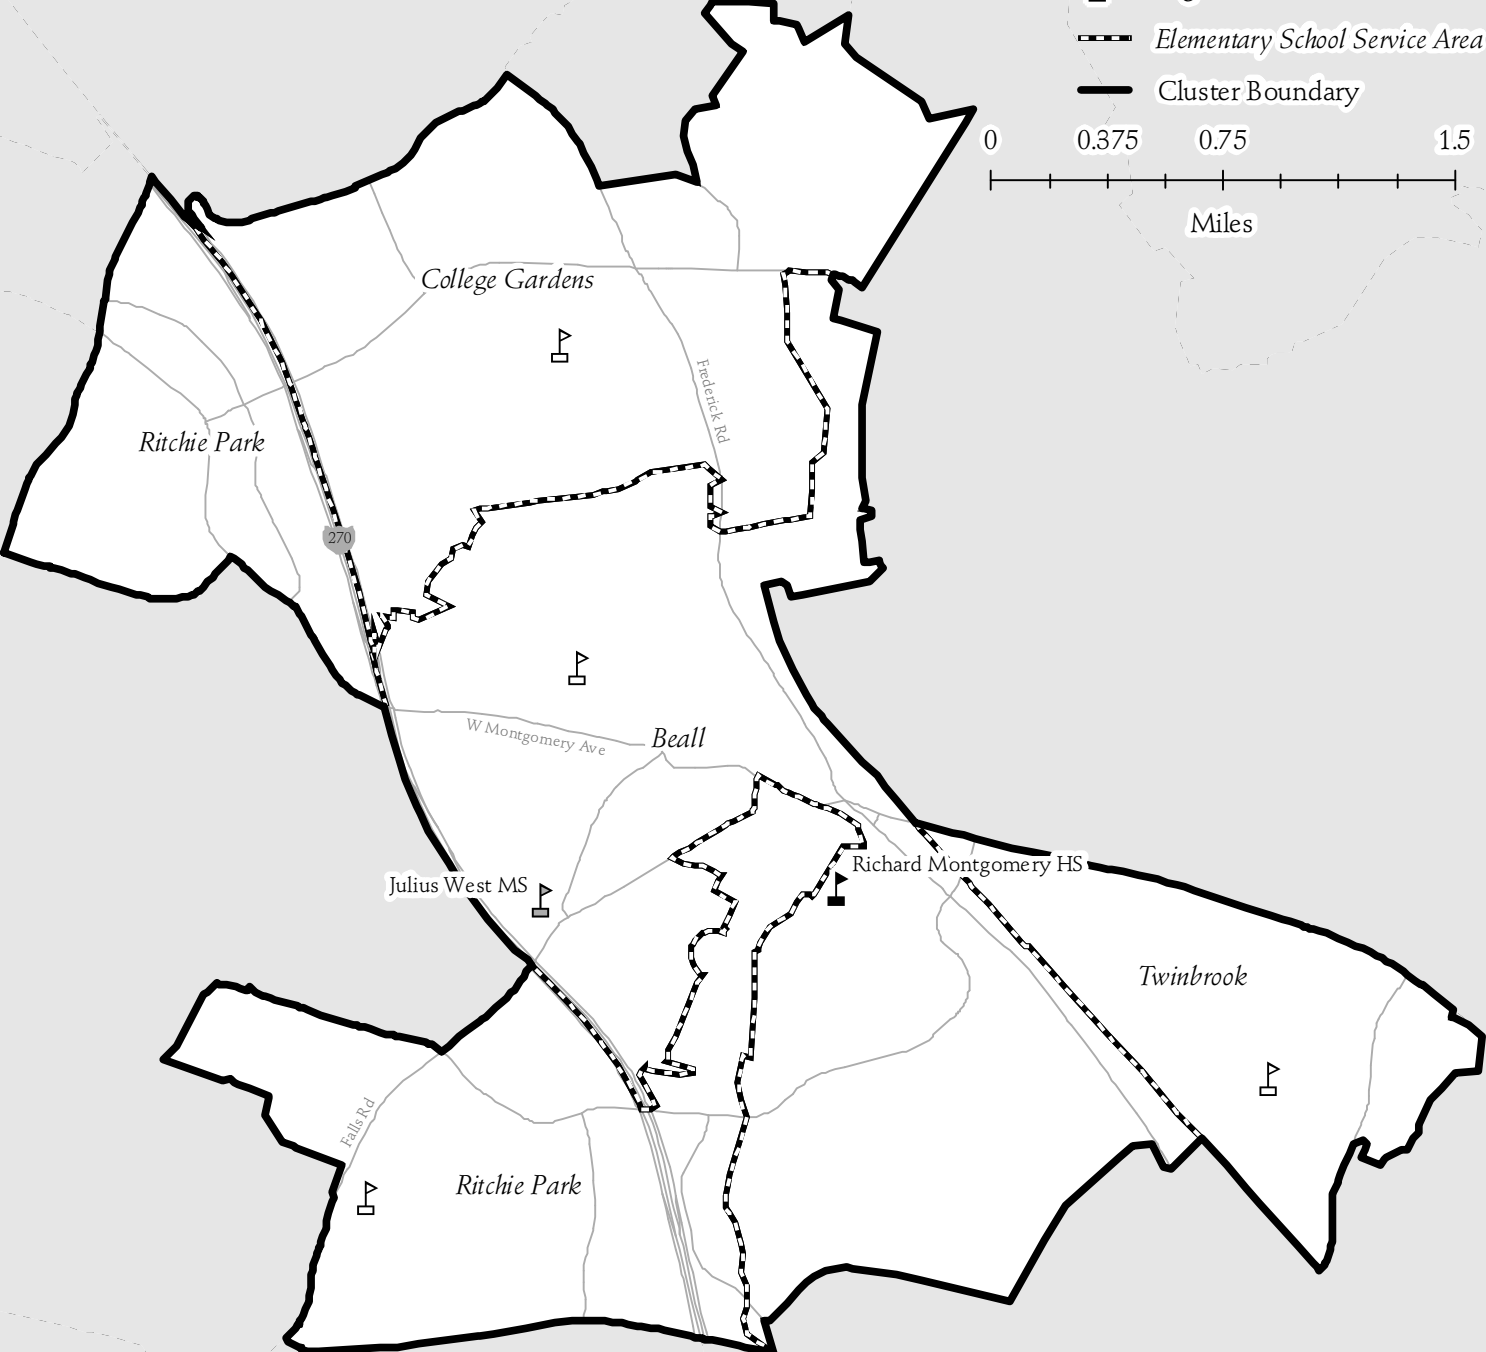 Elementary School Service Area
Cluster Boundary
0 0.375 0.75 1.5
Miles
College Gardens
Frederick Rd
Ritchie Park
270
W Montgomery Ave
Beall
Richard Montgomery HS
Julius West MS
Twinbrook
Falls Rd
Ritchie Park